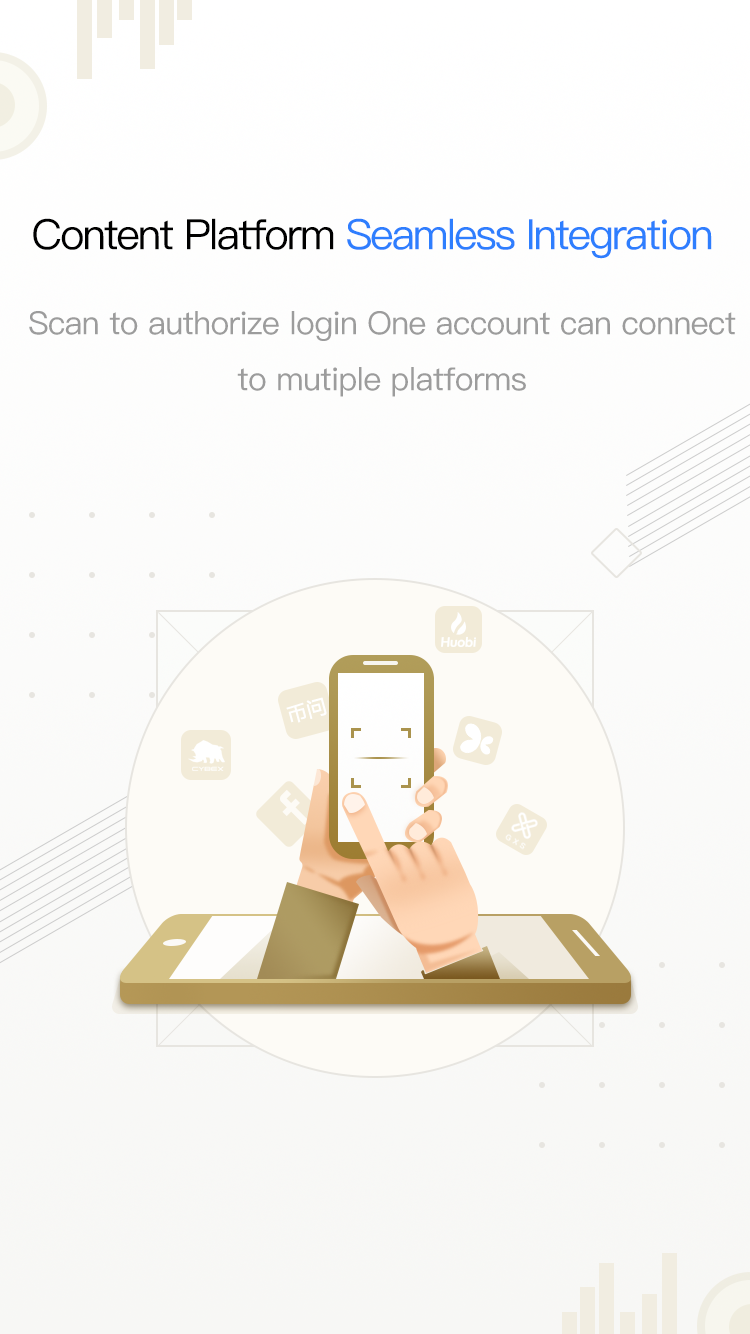 Content Platform Seamless Integration
Scan to authorize login One account can connect
to mutiple platforms
Huobi
币问
CYBEX